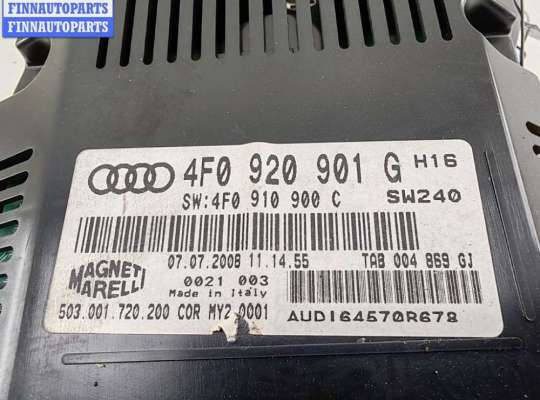 FINNAUTOPARTS
FINNAUTOPARTS
4F0 920 901 G H16
SW:4F0 910 900 C SW240
07.07.2008 11.14.55 TAB 004 869 GJ
MAGNETI MARELLI
0021 003
Made in Italy
503.001.720.200 COR MY2 0001
AUDI64570R678